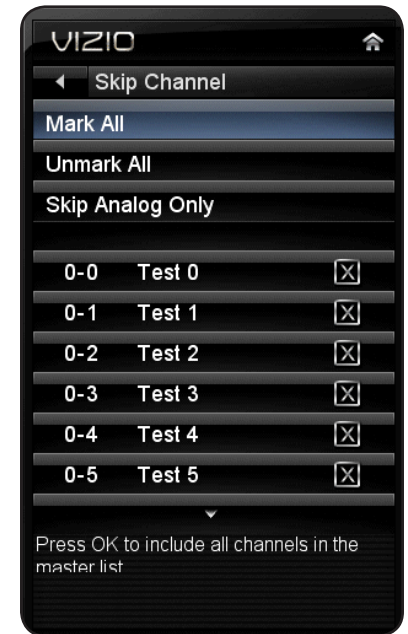 VIZIO
Skip Channel
Mark All
Unmark All
Skip Analog Only
0-0 Test 0 X
0-1 Test 1 X
0-2 Test 2 X
0-3 Test 3 X
0-4 Test 4 X
0-5 Test 5 X
Press OK to include all channels in the
master list